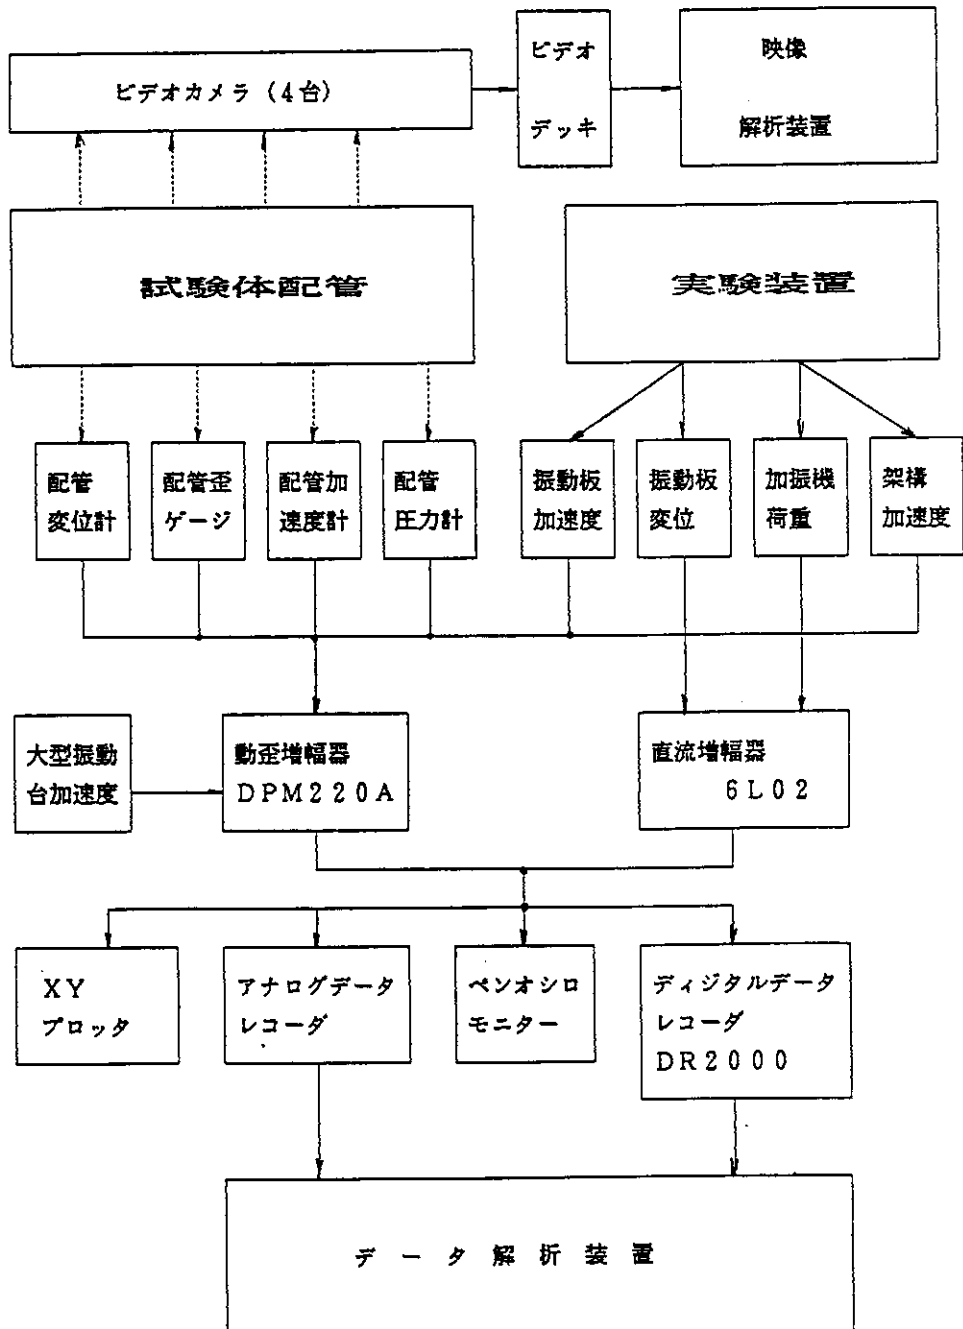 ビデオカメラ（4台）
ビデオ
デッキ
映像
解析装置
試験体配管
実験装置
配管
変位計
配管歪
ゲージ
配管加
速度計
配管
圧力計
振動板
加速度
振動板
変位
加振機
荷重
架構
加速度
大型振動
台加速度
動歪増幅器
DPM220A
直流増幅器
6L02
XY
プロッタ
アナログデータ
レコーダ
ペンオシロ
モニター
ディジタルデータ
レコーダ
DR2000
データ解析装置